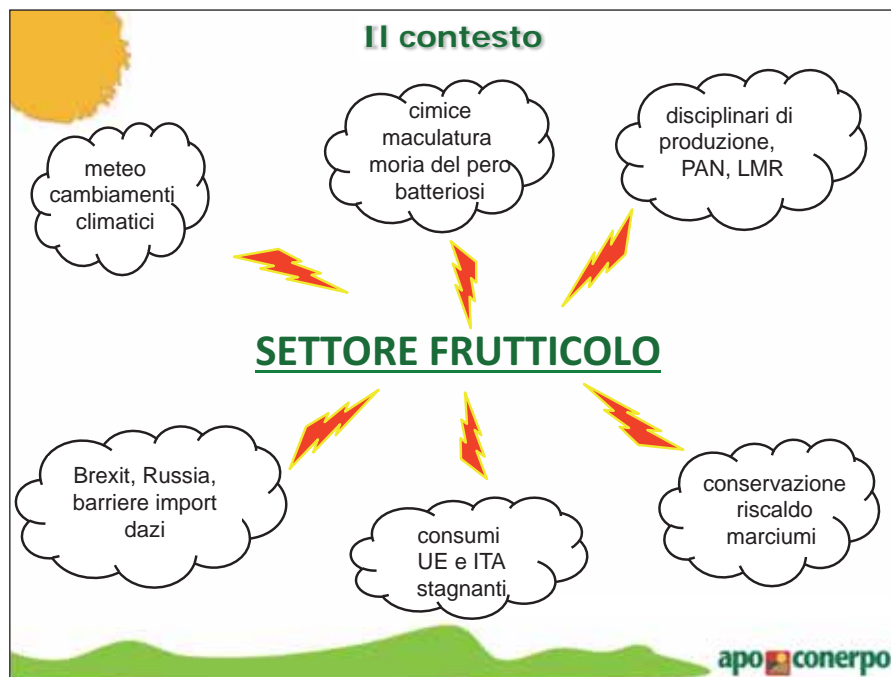 Il contesto
meteo
cambiamenti
climatici
cimice
maculatura
moria del pero
batteriosi
disciplinari di
produzione,
PAN, LMR
SETTORE FRUTTICOLO
Brexit, Russia,
barriere import
dazi
consumi
UE e ITA
stagnanti
conservazione
riscaldo
marciumi
apo conerpo